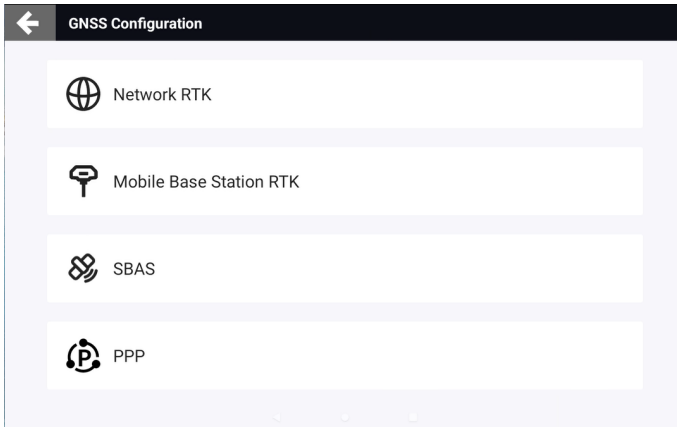 GNSS Configuration
Network RTK
Mobile Base Station RTK
SBAS
P PPP